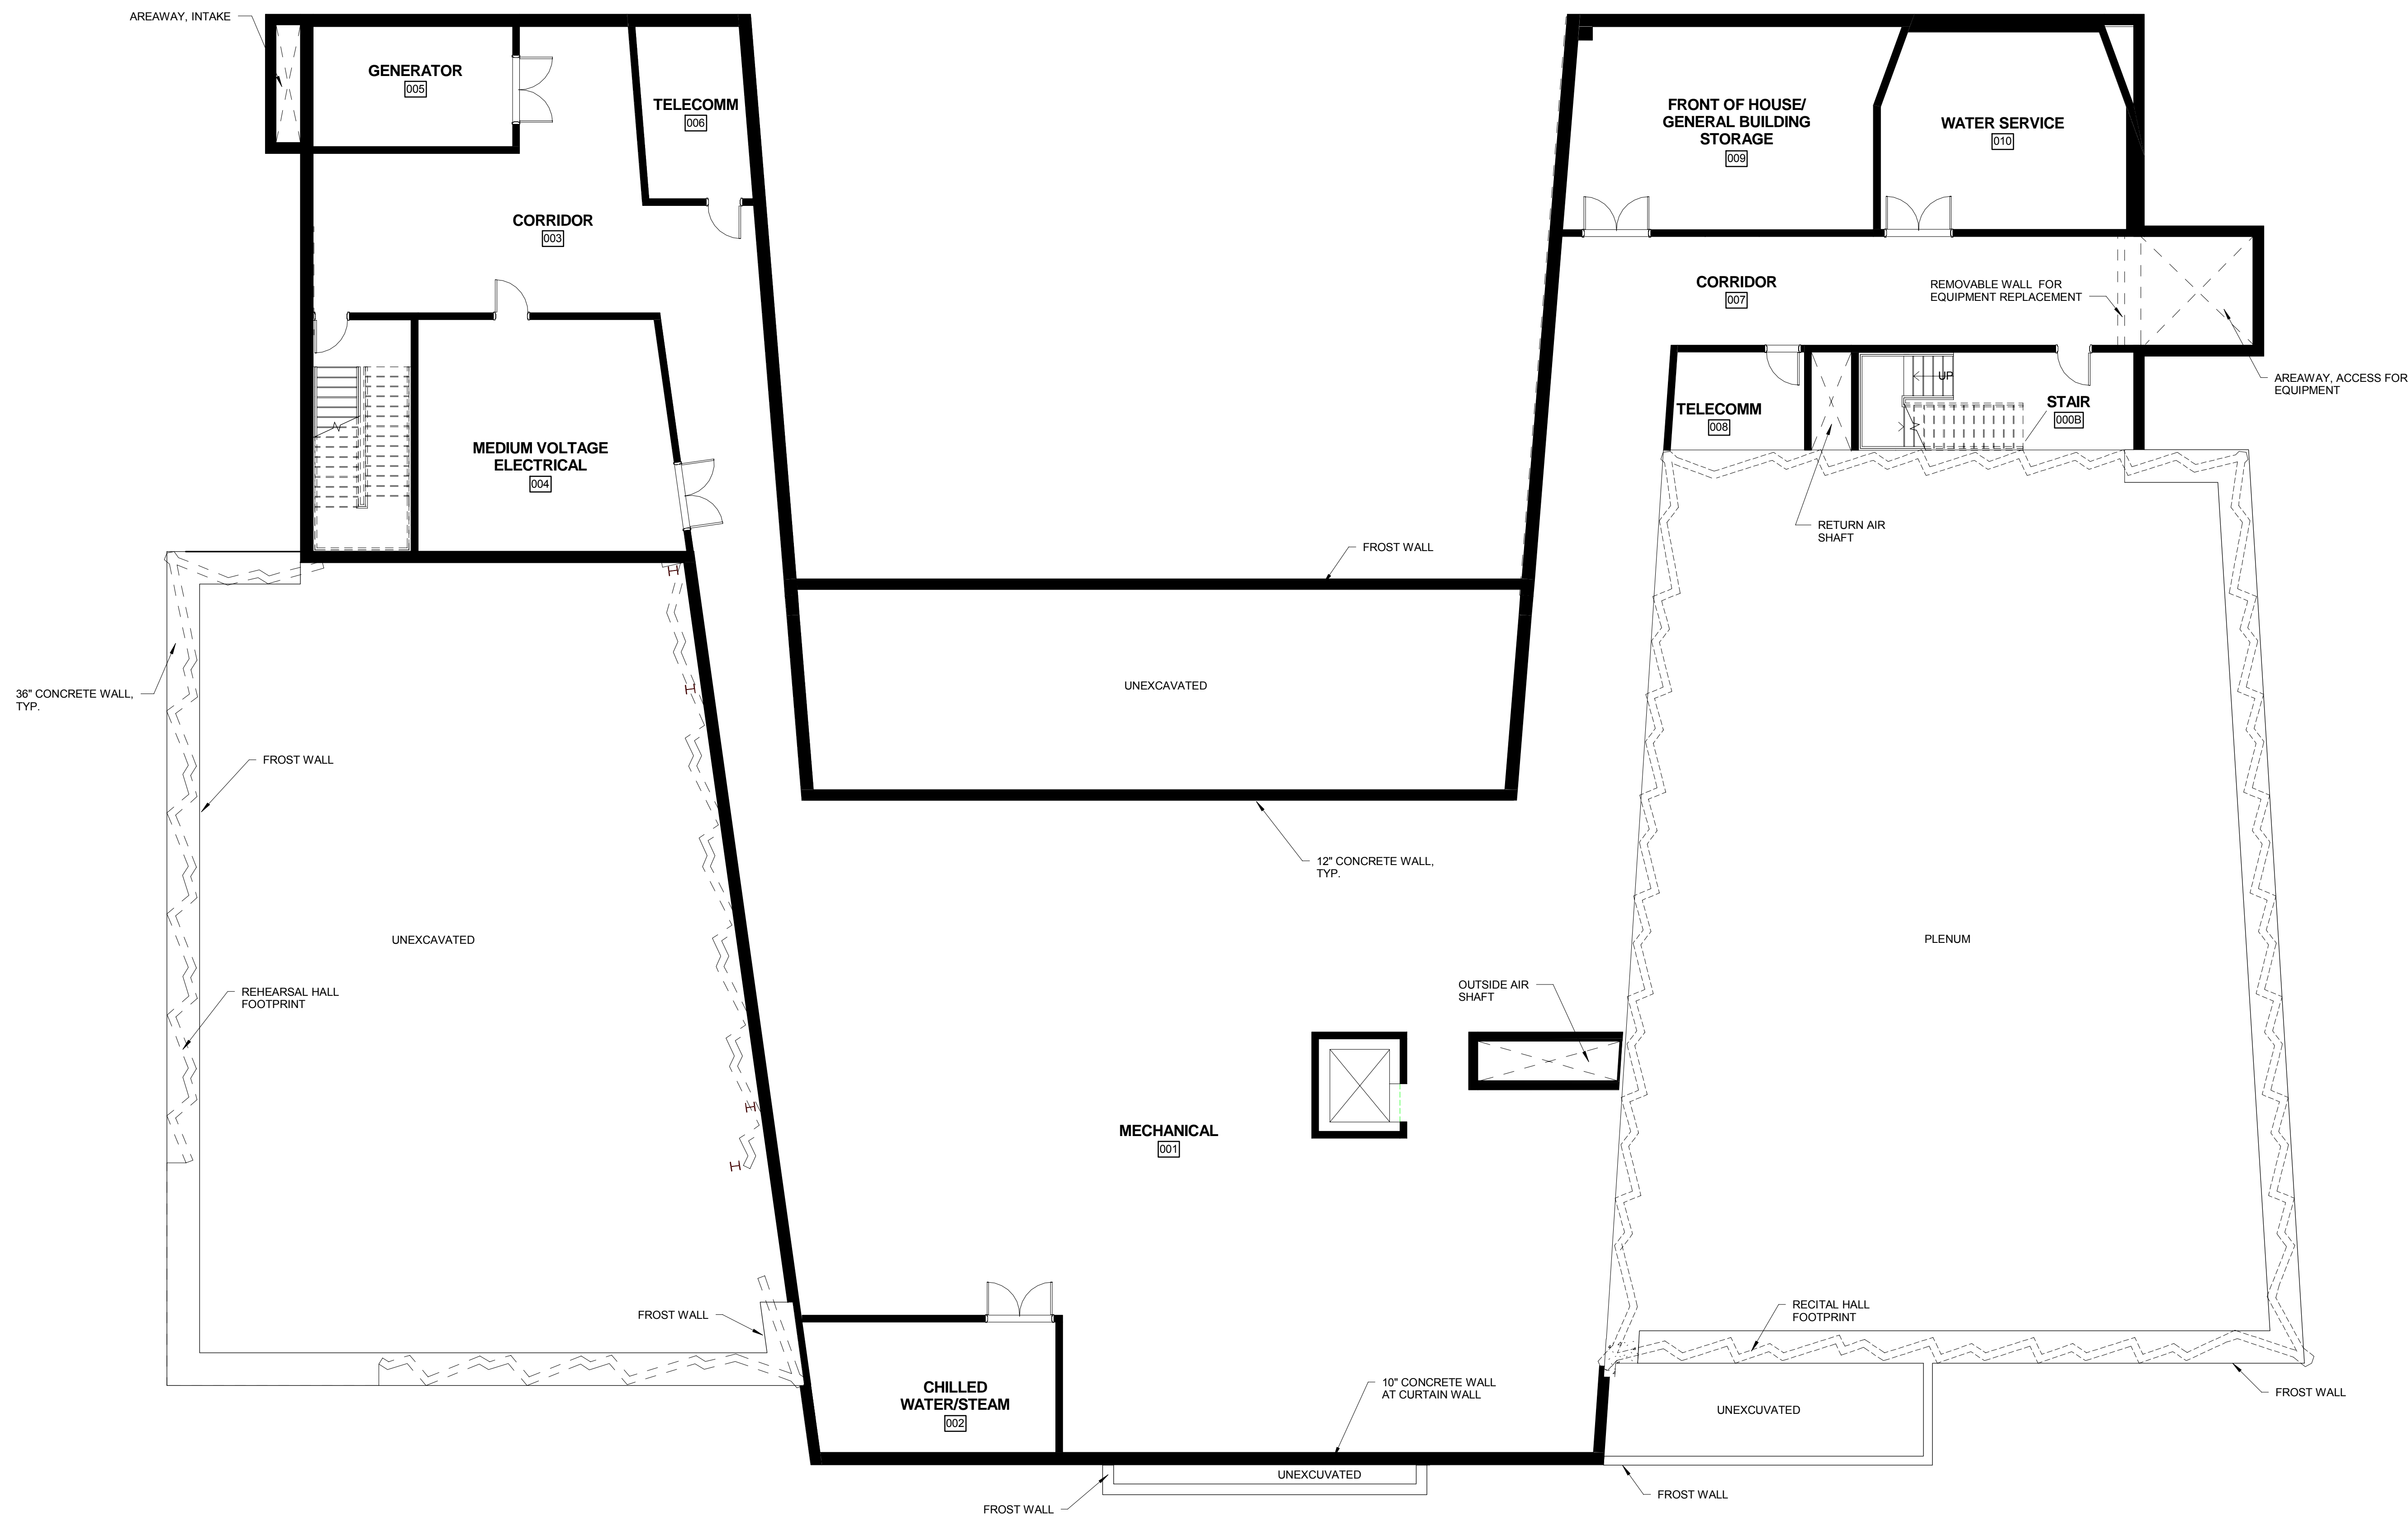 AREAWAY, INTAKE
GENERATOR
005
TELECOMM
006
CORRIDOR
003
MEDIUM VOLTAGE
ELECTRICAL
004
FRONT OF HOUSE/
GENERAL BUILDING
STORAGE
009
WATER SERVICE
010
CORRIDOR
007
REMOVABLE WALL FOR
EQUIPMENT REPLACEMENT
AREAWAY, ACCESS FOR
EQUIPMENT
UP
STAIR
000B
TELECOMM
008
RETURN AIR
SHAFT
FROST WALL
UNEXCAVATED
36" CONCRETE WALL,
TYP.
FROST WALL
12" CONCRETE WALL,
TYP.
UNEXCAVATED
PLENUM
REHEARSAL HALL
FOOTPRINT
OUTSIDE AIR
SHAFT
MECHANICAL
001
FROST WALL
RECITAL HALL
FOOTPRINT
CHILLED
WATER/STEAM
002
10" CONCRETE WALL
AT CURTAIN WALL
FROST WALL
UNEXCUVATED
UNEXCUVATED
FROST WALL
FROST WALL